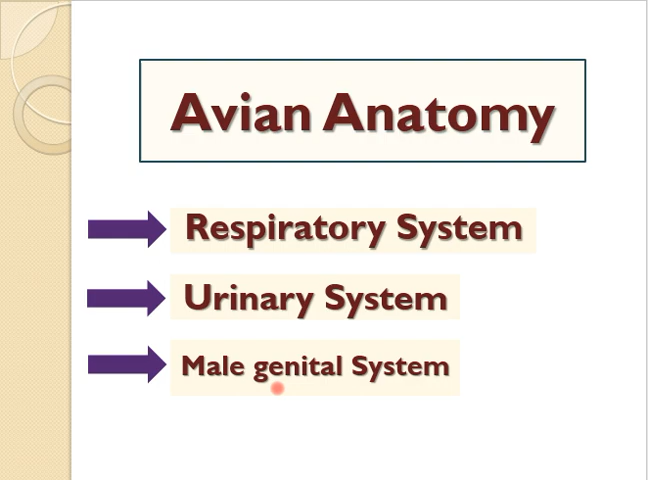 Avian Anatomy
Respiratory System
Urinary System
Male genital System